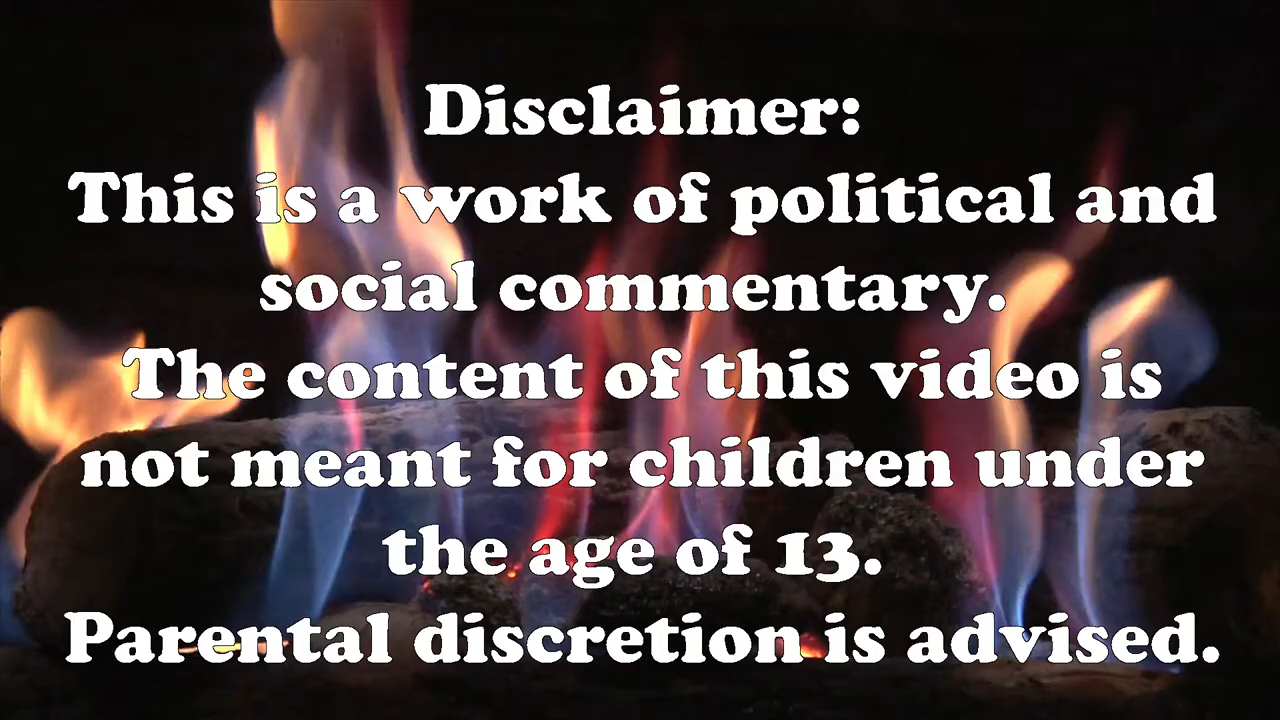 Disclaimer:
This is a work of political and
social commentary.
The content of this video is
not meant for children under
the age of 13.
Parental discretion is advised.